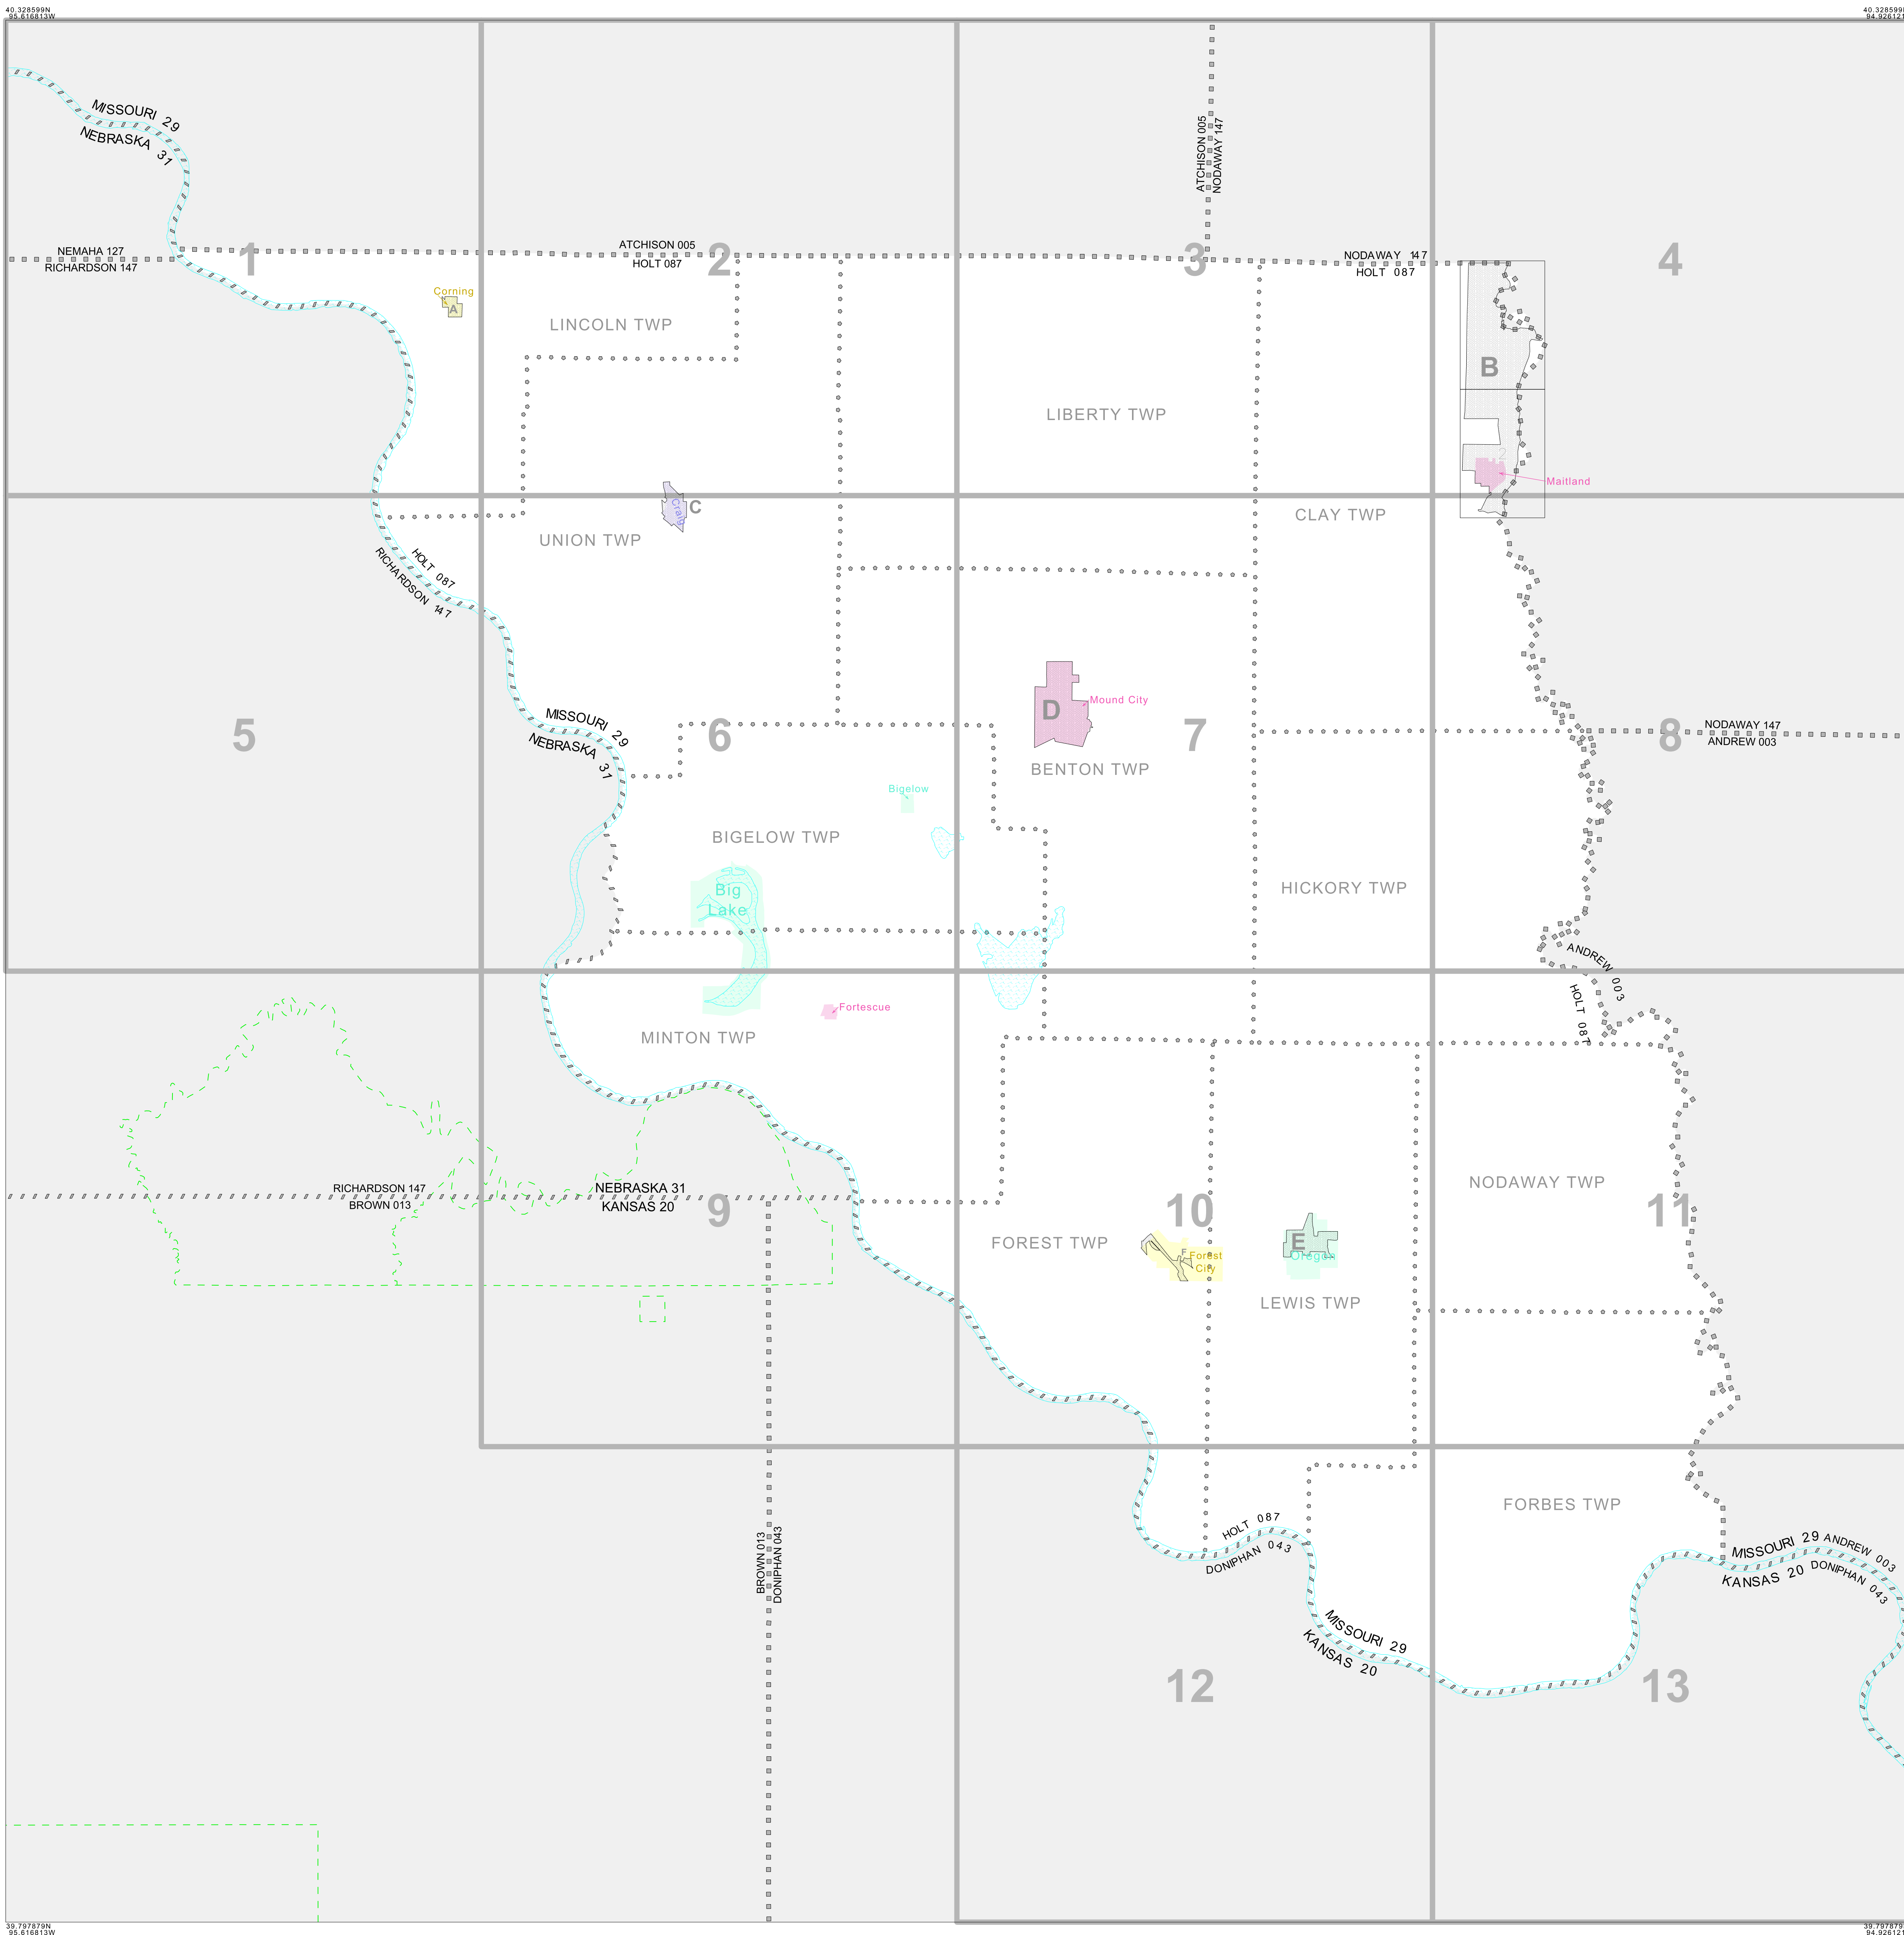 40.328599N
95.616813W
40.328599N
94.926121
MISSOURI 29
NEBRASKA 31
ATCHISON 005
NODAWAY 147
NEMAHA 127
RICHARDSON 147
1
ATCHISON 005
HOLT 087
2
3
NODAWAY 147
HOLT 087
4
Corning
A
LINCOLN TWP
B
LIBERTY TWP
2
Maitland
Craig
C
CLAY TWP
UNION TWP
HOLT 087
RICHARDSON 147
MISSOURI 29
NEBRASKA 31
5
6
D
Mound City
7
8
NODAWAY 147
ANDREW 003
BENTON TWP
Bigelow
BIGELOW TWP
Big
Lake
HICKORY TWP
ANDREW 003
HOLT 087
Fortescue
MINTON TWP
RICHARDSON 147
BROWN 013
NEBRASKA 31
KANSAS 20
9
10
NODAWAY TWP
11
FOREST TWP
F
Forest
City
E
Oregon
LEWIS TWP
FORBES TWP
BROWN 013
DONIPHAN 043
HOLT 087
DONIPHAN 043
MISSOURI 29
KANSAS 20
MISSOURI 29
ANDREW 003
KANSAS 20
DONIPHAN 043
12
13
39.797879N
95.616813W
39.797879N
94.926121